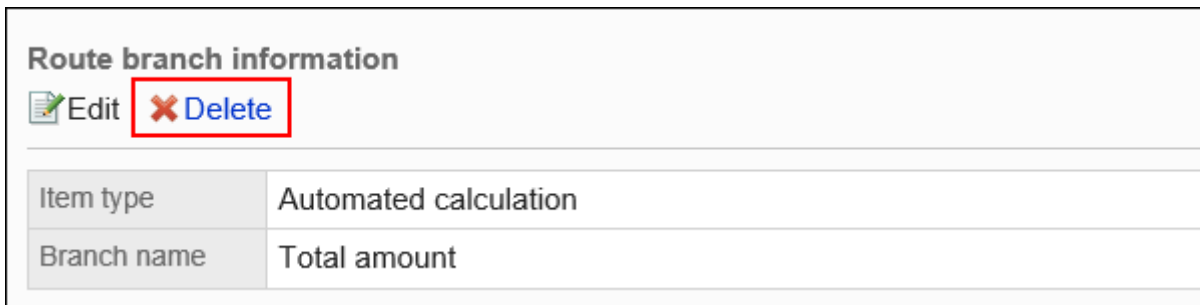 Route branch information
Edit Delete
Item type Automated calculation
Branch name Total amount